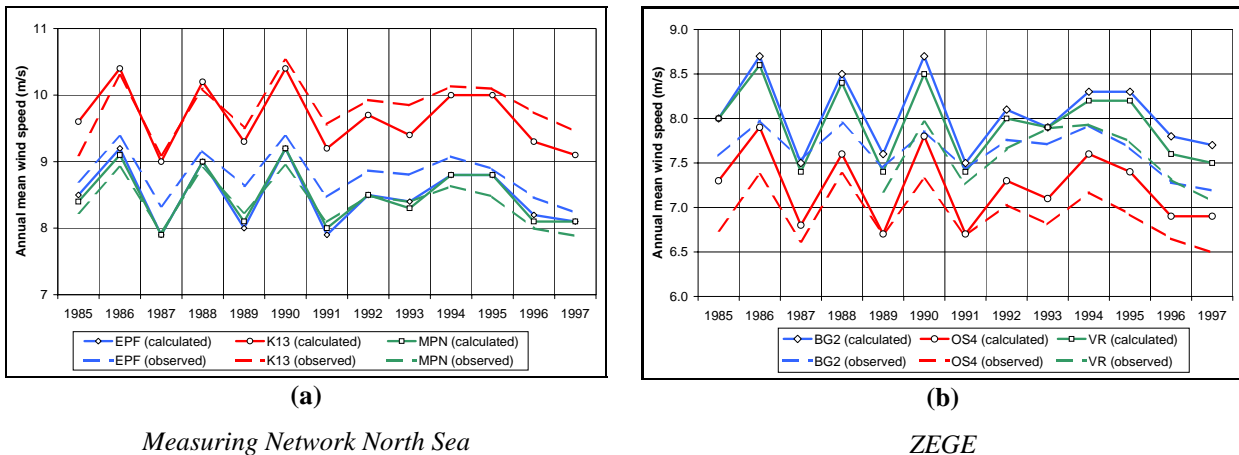 Annual mean wind speed (m/s)
11
10
9
8
7
1985 1986 1987 1988 1989 1990 1991 1992 1993 1994 1995 1996 1997
EPF (calculated) K13 (calculated) MPN (calculated)
EPF (observed) K13 (observed) MPN (observed)
(a)
Measuring Network North Sea
Annual mean wind speed (m/s)
9.0
8.5
8.0
7.5
7.0
6.5
6.0
1985 1986 1987 1988 1989 1990 1991 1992 1993 1994 1995 1996 1997
BG2 (calculated) OS4 (calculated) VR (calculated)
BG2 (observed) OS4 (observed) VR (observed)
(b)
ZEGE